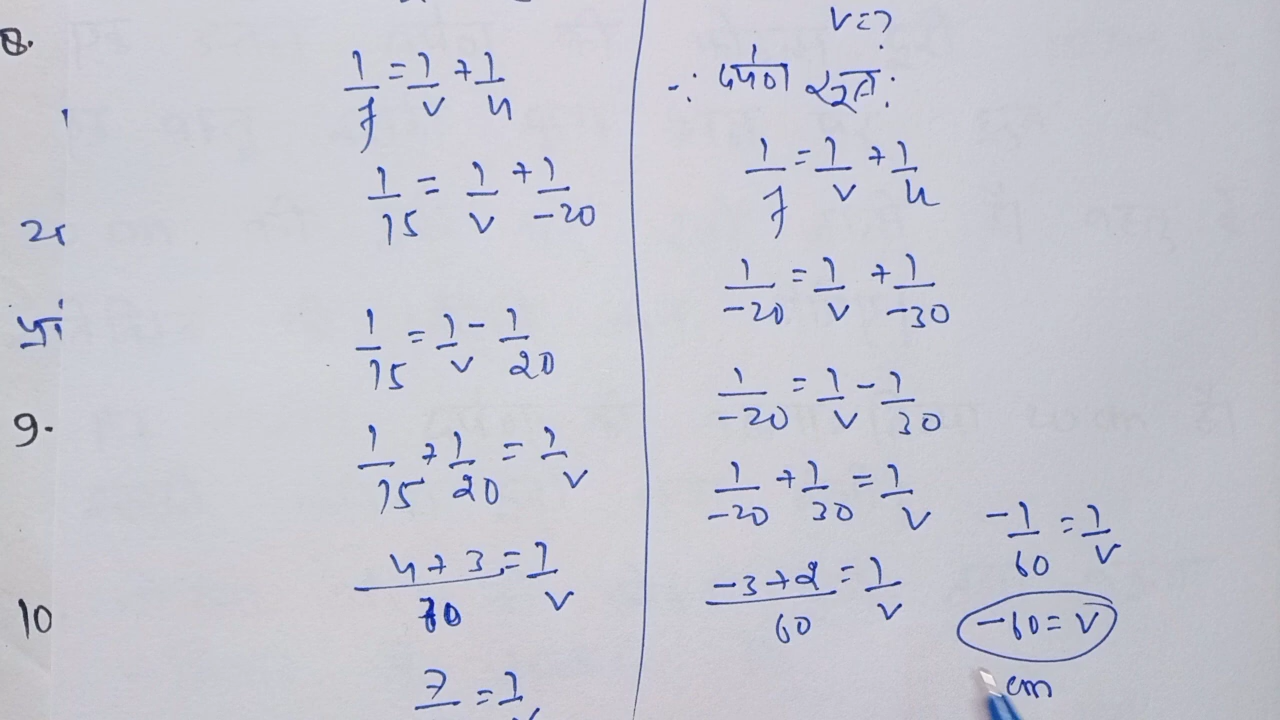 8.
1/f = 1/v + 1/u
1/15 = 1/v + 1/-20
1/15 = 1/v - 1/20
9.
1/15 + 1/20 = 1/v
4+3/60 = 1/v
10
7/ = 1/v
v=?
∵ दर्पण सूत्र:
1/f = 1/v + 1/u
1/-20 = 1/v + 1/-30
1/-20 = 1/v - 1/30
1/-20 + 1/30 = 1/v
-3+2/60 = 1/v
-1/60 = 1/v
-60 = v
cm